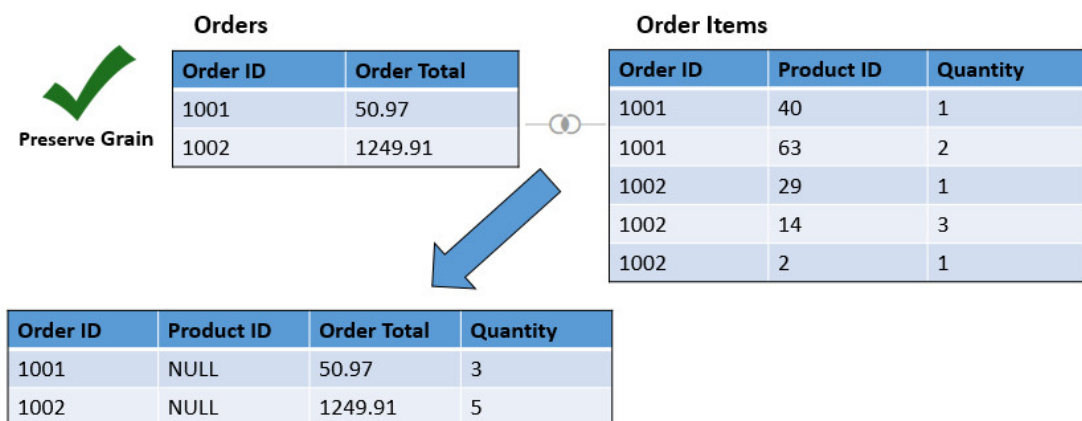 Orders
Order ID Order Total
1001 50.97
1002 1249.91
Preserve Grain
Order Items
Order ID Product ID Quantity
1001 40 1
1001 63 2
1002 29 1
1002 14 3
1002 2 1
Order ID Product ID Order Total Quantity
1001 NULL 50.97 3
1002 NULL 1249.91 5